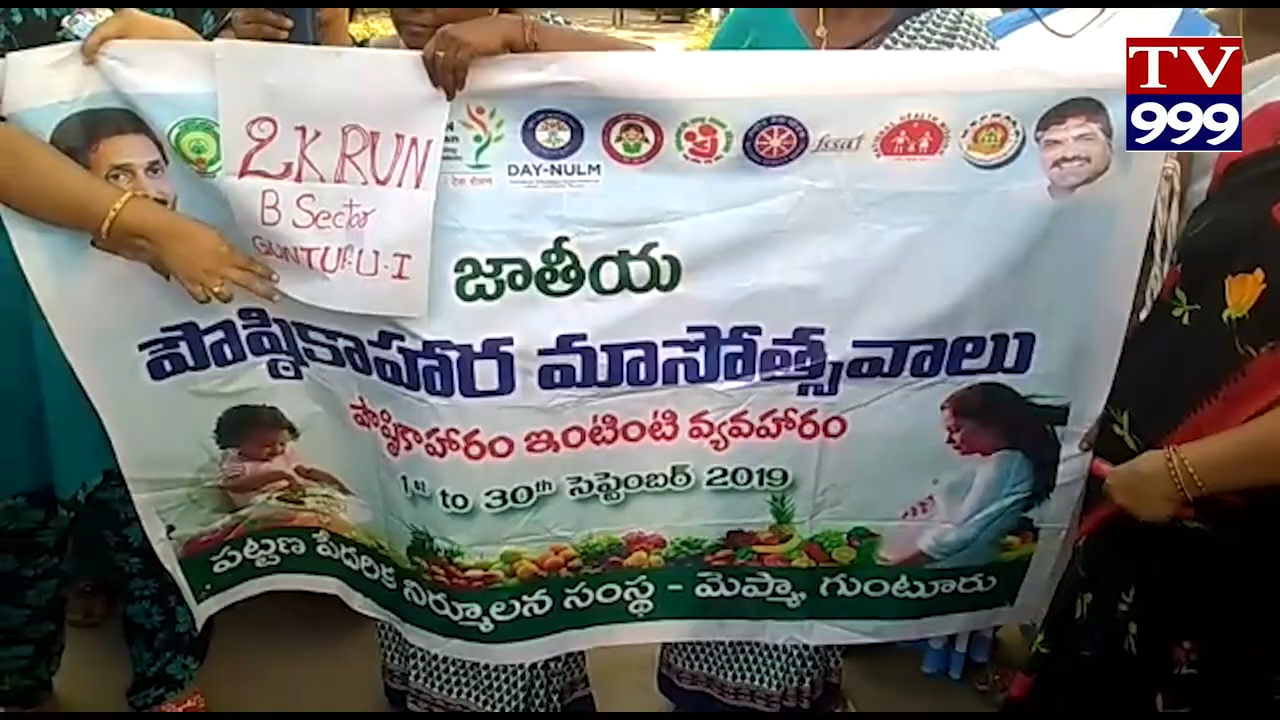 TV
999
2K RUN
B Sector
GUNTURU-I
DAY-NULM
fssai
జాతీయ
పౌష్ఠికాహార మాసోత్సవాలు
పౌష్ఠికాహారం ఇంటింటి వ్యవహారం
1st to 30th సెప్టెంబర్ 2019
పట్టణ పేదరిక నిర్మూలన సంస్థ - మెప్మా, గుంటూరు